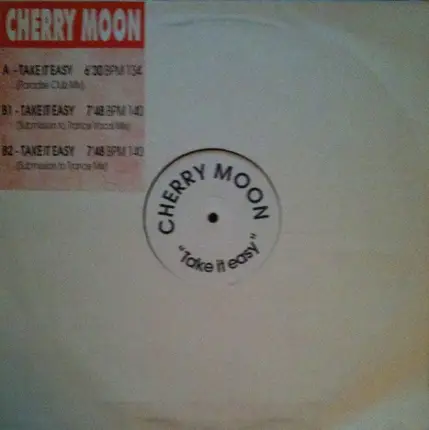 CHERRY MOON
A - TAKE IT EASY 6'30 BPM 134
(Paradise Club Mix)
B1 - TAKE IT EASY 7'48 BPM 140
(Submission to Trance Vocal Mix)
B2 - TAKE IT EASY 7'48 BPM 140
(Submission to Trance Mix)
CHERRY MOON
"Take it easy"